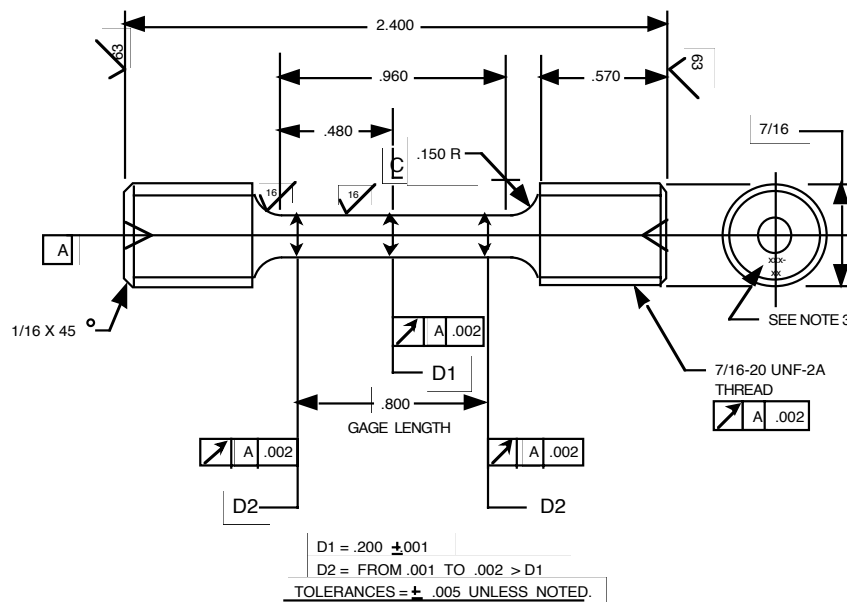 2.400
63
.960
.570
63
7/16
.480
.150 R
C L
16
16
A
xxx-
xx
1/16 X 45 °
SEE NOTE 3
A .002
D1
7/16-20 UNF-2A
THREAD
A .002
.800
GAGE LENGTH
A .002
A .002
D2
D2
D1 = .200 ±.001
D2 = FROM .001 TO .002 > D1
TOLERANCES = ± .005 UNLESS NOTED.